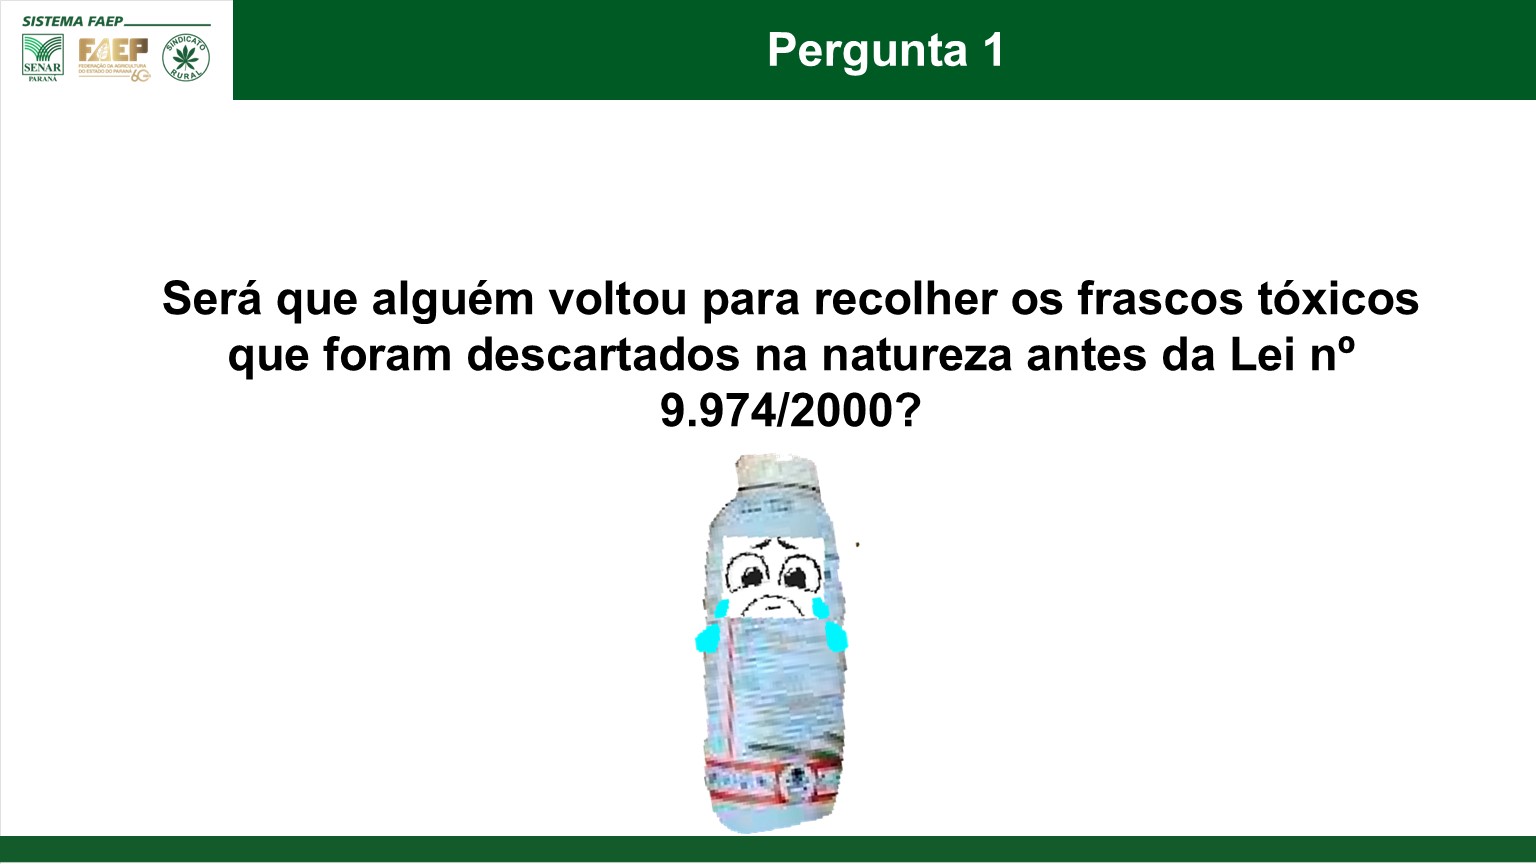 SISTEMA FAEP
SENAR
PARANÁ
FAEP
FEDERAÇÃO DA AGRICULTURA
DO ESTADO DO PARANÁ
60
SINDICATO
RURAL
Pergunta 1
Será que alguém voltou para recolher os frascos tóxicos
que foram descartados na natureza antes da Lei nº
9.974/2000?